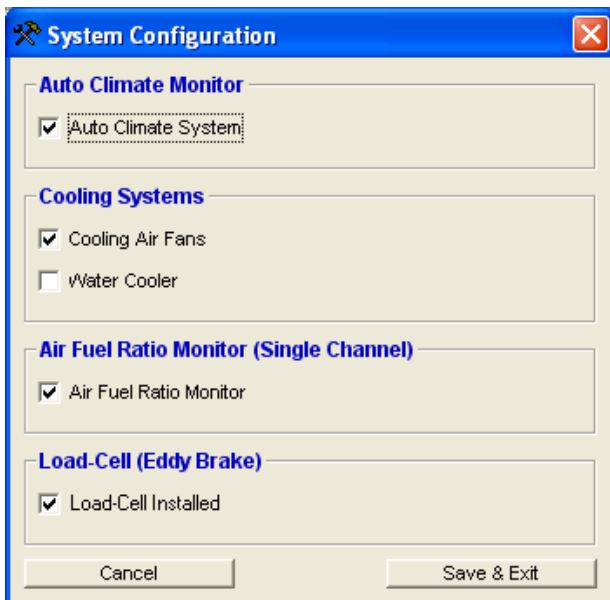 System Configuration
Auto Climate Monitor
Auto Climate System
Cooling Systems
Cooling Air Fans
Water Cooler
Air Fuel Ratio Monitor (Single Channel)
Air Fuel Ratio Monitor
Load-Cell (Eddy Brake)
Load-Cell Installed
Cancel Save & Exit